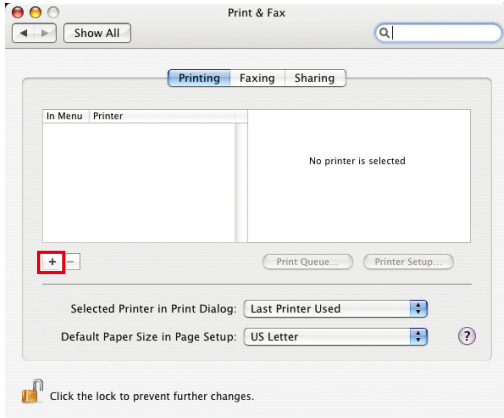 Print & Fax
Show All
Printing Faxing Sharing
In Menu Printer
No printer is selected
+ −
Print Queue... Printer Setup...
Selected Printer in Print Dialog: Last Printer Used
Default Paper Size in Page Setup: US Letter ?
Click the lock to prevent further changes.